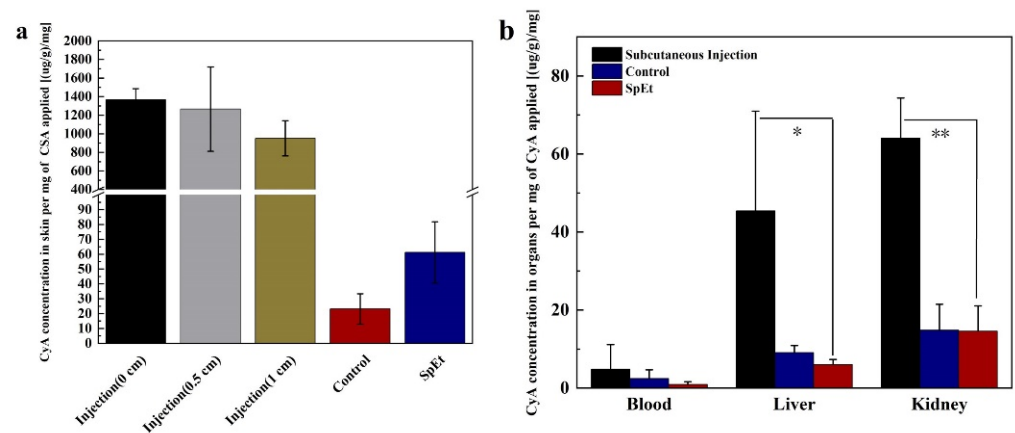 a
CyA concentration in skin per mg of CSA applied [(ug/g)/mg]
2000
1800
1600
1400
1200
1000
800
600
400
90
80
70
60
50
40
30
20
10
0
Injection(0 cm)
Injection(0.5 cm)
Injection(1 cm)
Control
SpEt
b
CyA concentration in organs per mg of CyA applied [(ug/g)/mg]
80
60
40
20
0
Subcutaneous Injection
Control
SpEt
*
**
Blood
Liver
Kidney